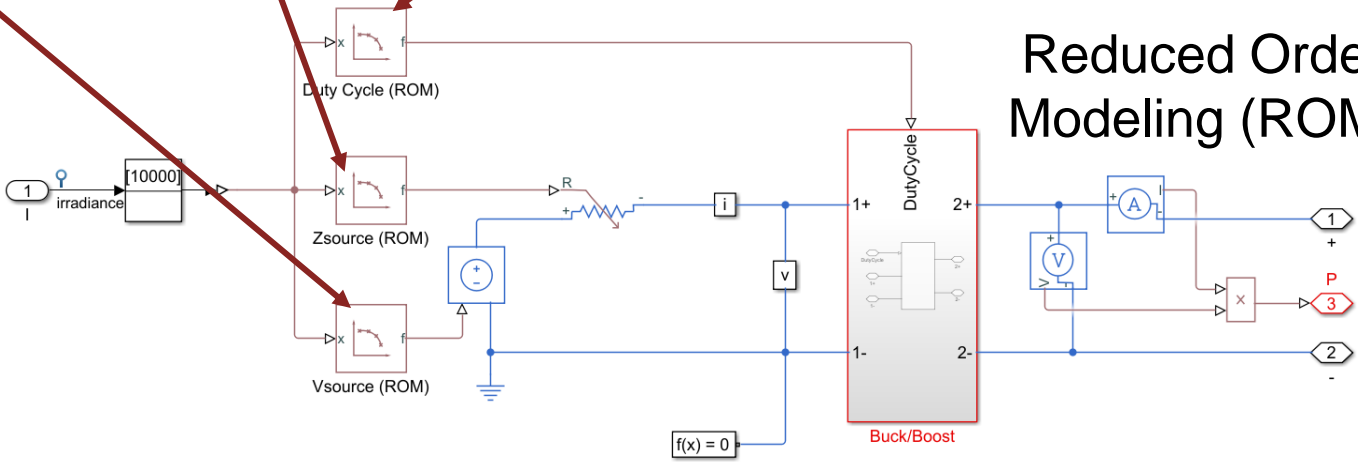 Reduced Orde
Modeling (ROM
x
f
Duty Cycle (ROM)
1
I
irradiance
[10000]
x
f
Zsource (ROM)
x
f
Vsource (ROM)
R
+
-
+
-
i
v
f(x) = 0
DutyCycle
1+
2+
1-
2-
DutyCycle
Buck/Boost
+
V
V
-
+
A
I
-
x
1
+
P
3
2
-